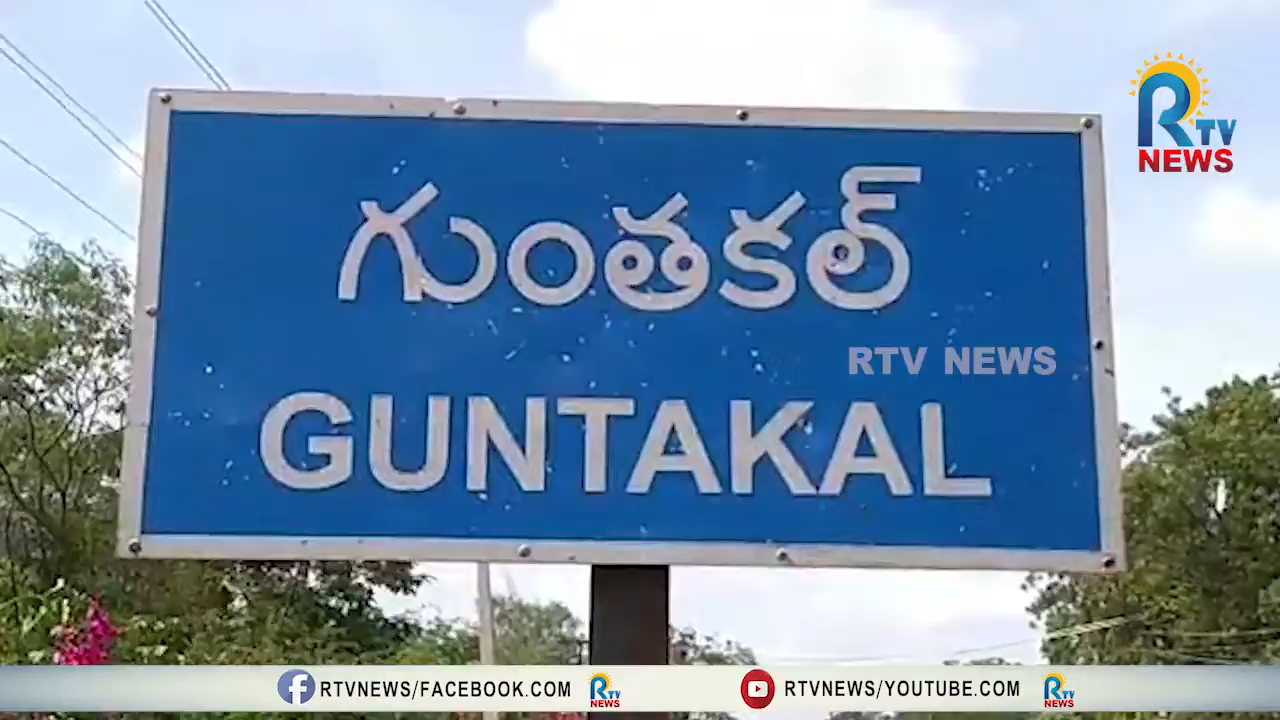 RTV
NEWS
గుంతకల్
RTV NEWS
GUNTAKAL
RTVNEWS/FACEBOOK.COM
RTV
NEWS
RTVNEWS/YOUTUBE.COM
RTV
NEWS